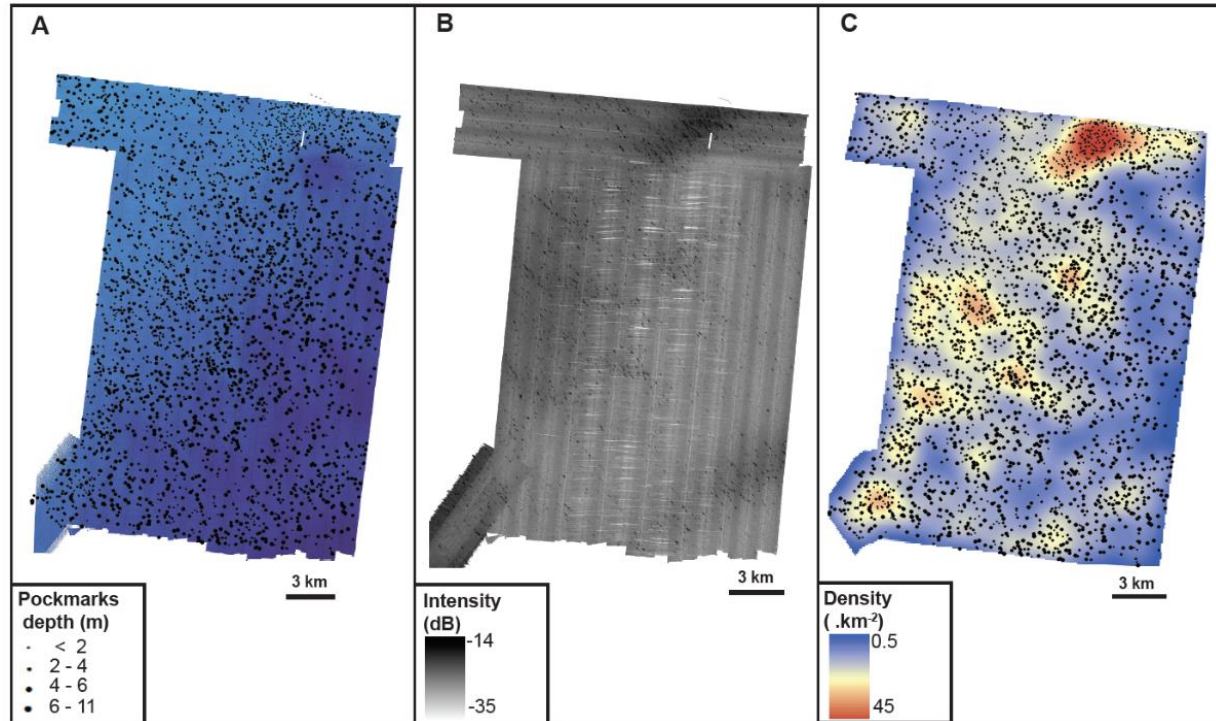 A
B
C
3 km
3 km
3 km
Pockmarks
depth (m)
< 2
2 - 4
4 - 6
6 - 11
Intensity
(dB)
-14
-35
Density
( .km⁻²)
0.5
45